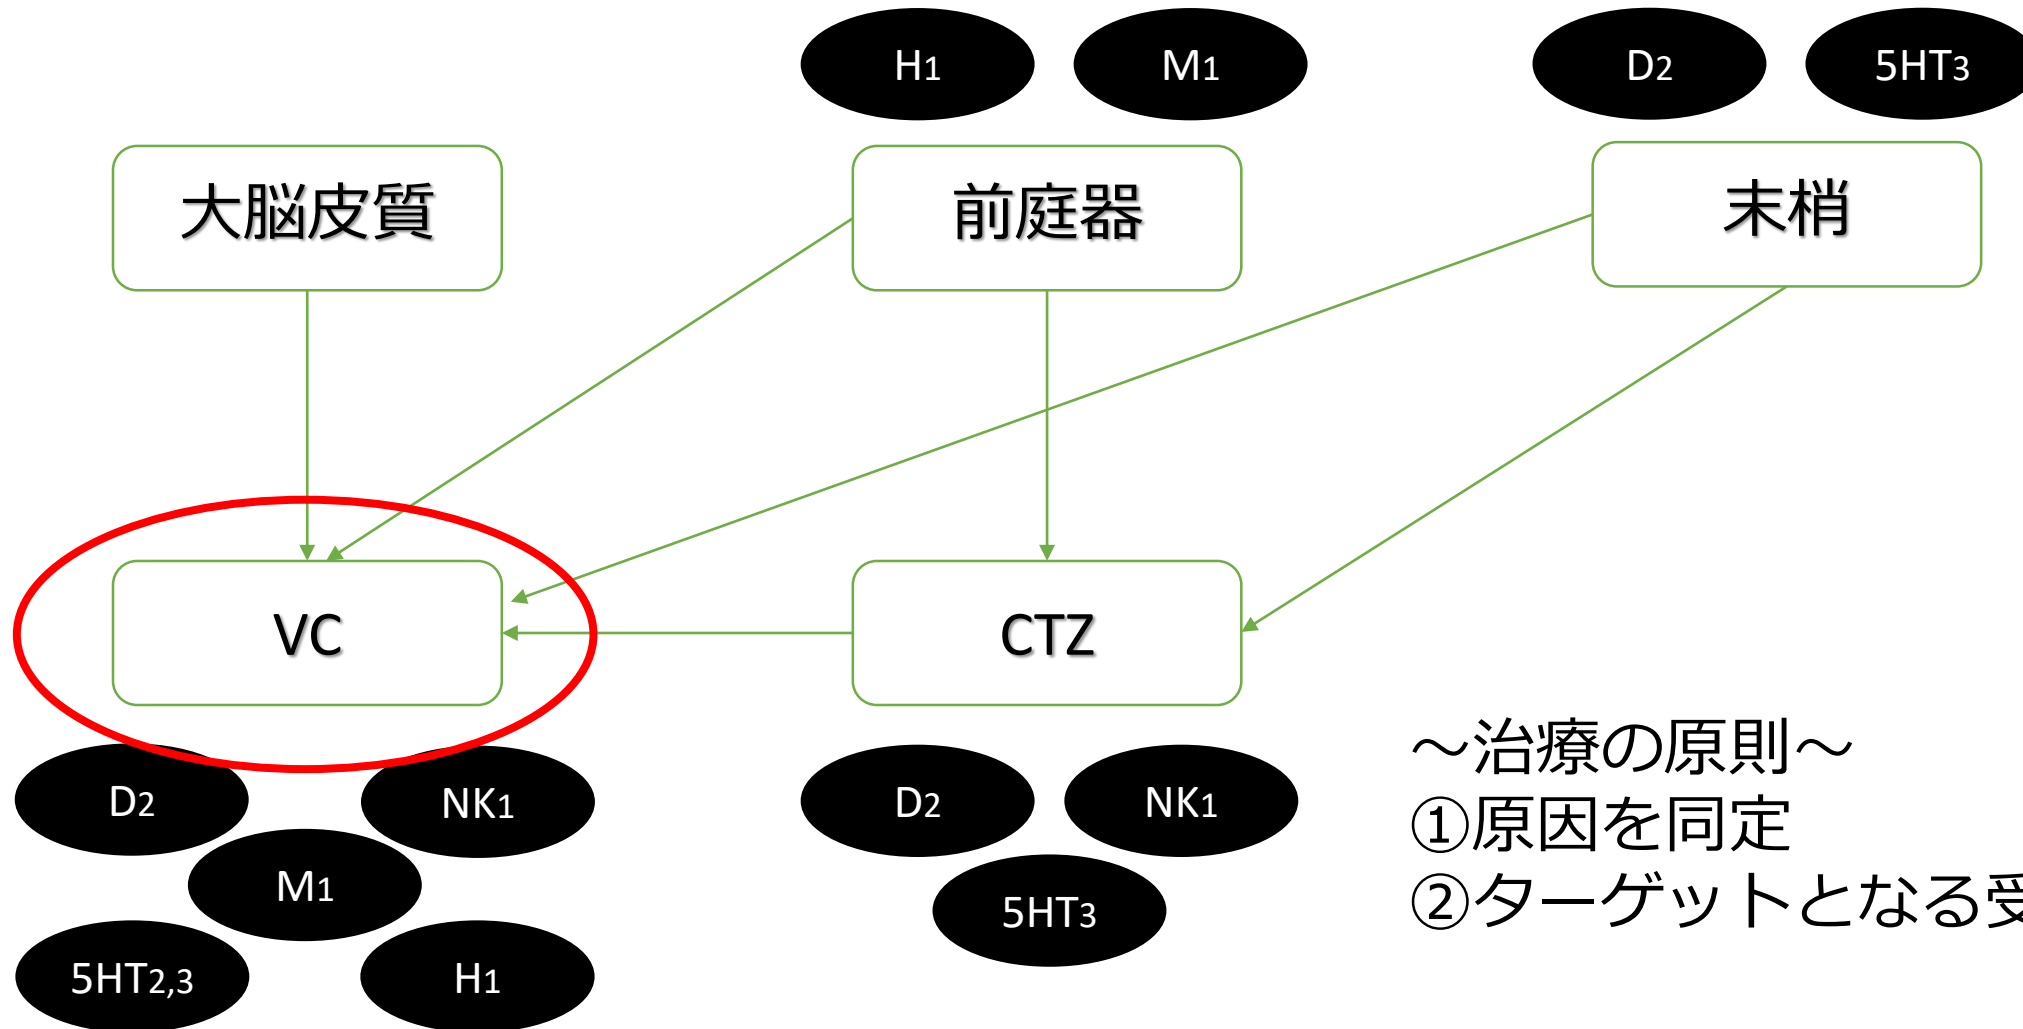 H1
M1
D2
5HT3
大脳皮質
前庭器
末梢
VC
CTZ
D2
NK1
M1
5HT2,3
H1
D2
NK1
5HT3
～治療の原則～
①原因を同定
②ターゲットとなる受